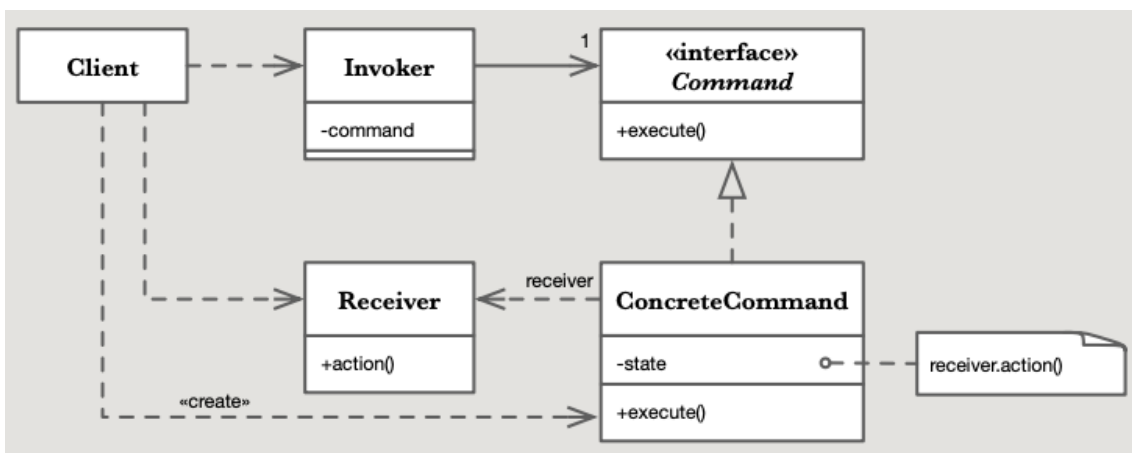 Client
Invoker
-command
1
«interface»
Command
+execute()
Receiver
+action()
receiver
ConcreteCommand
-state
+execute()
receiver.action()
«create»